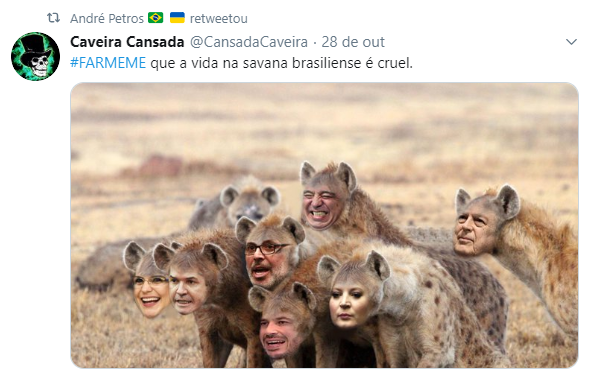 André Petros 🇧🇷 🇺🇦 retweetou
Caveira Cansada @CansadaCaveira · 28 de out
#FARMEME que a vida na savana brasiliense é cruel.